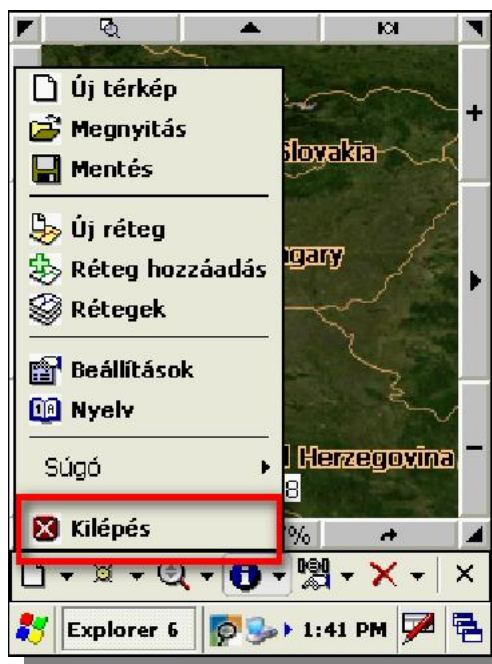 Új térkép
Megnyitás
Mentés
Slovakia
Új réteg
Réteg hozzáadás
Rétegek
Beállítások
Nyelv
Súgó
Herzegovina
8
Kilépés
%
Explorer 6
1:41 PM